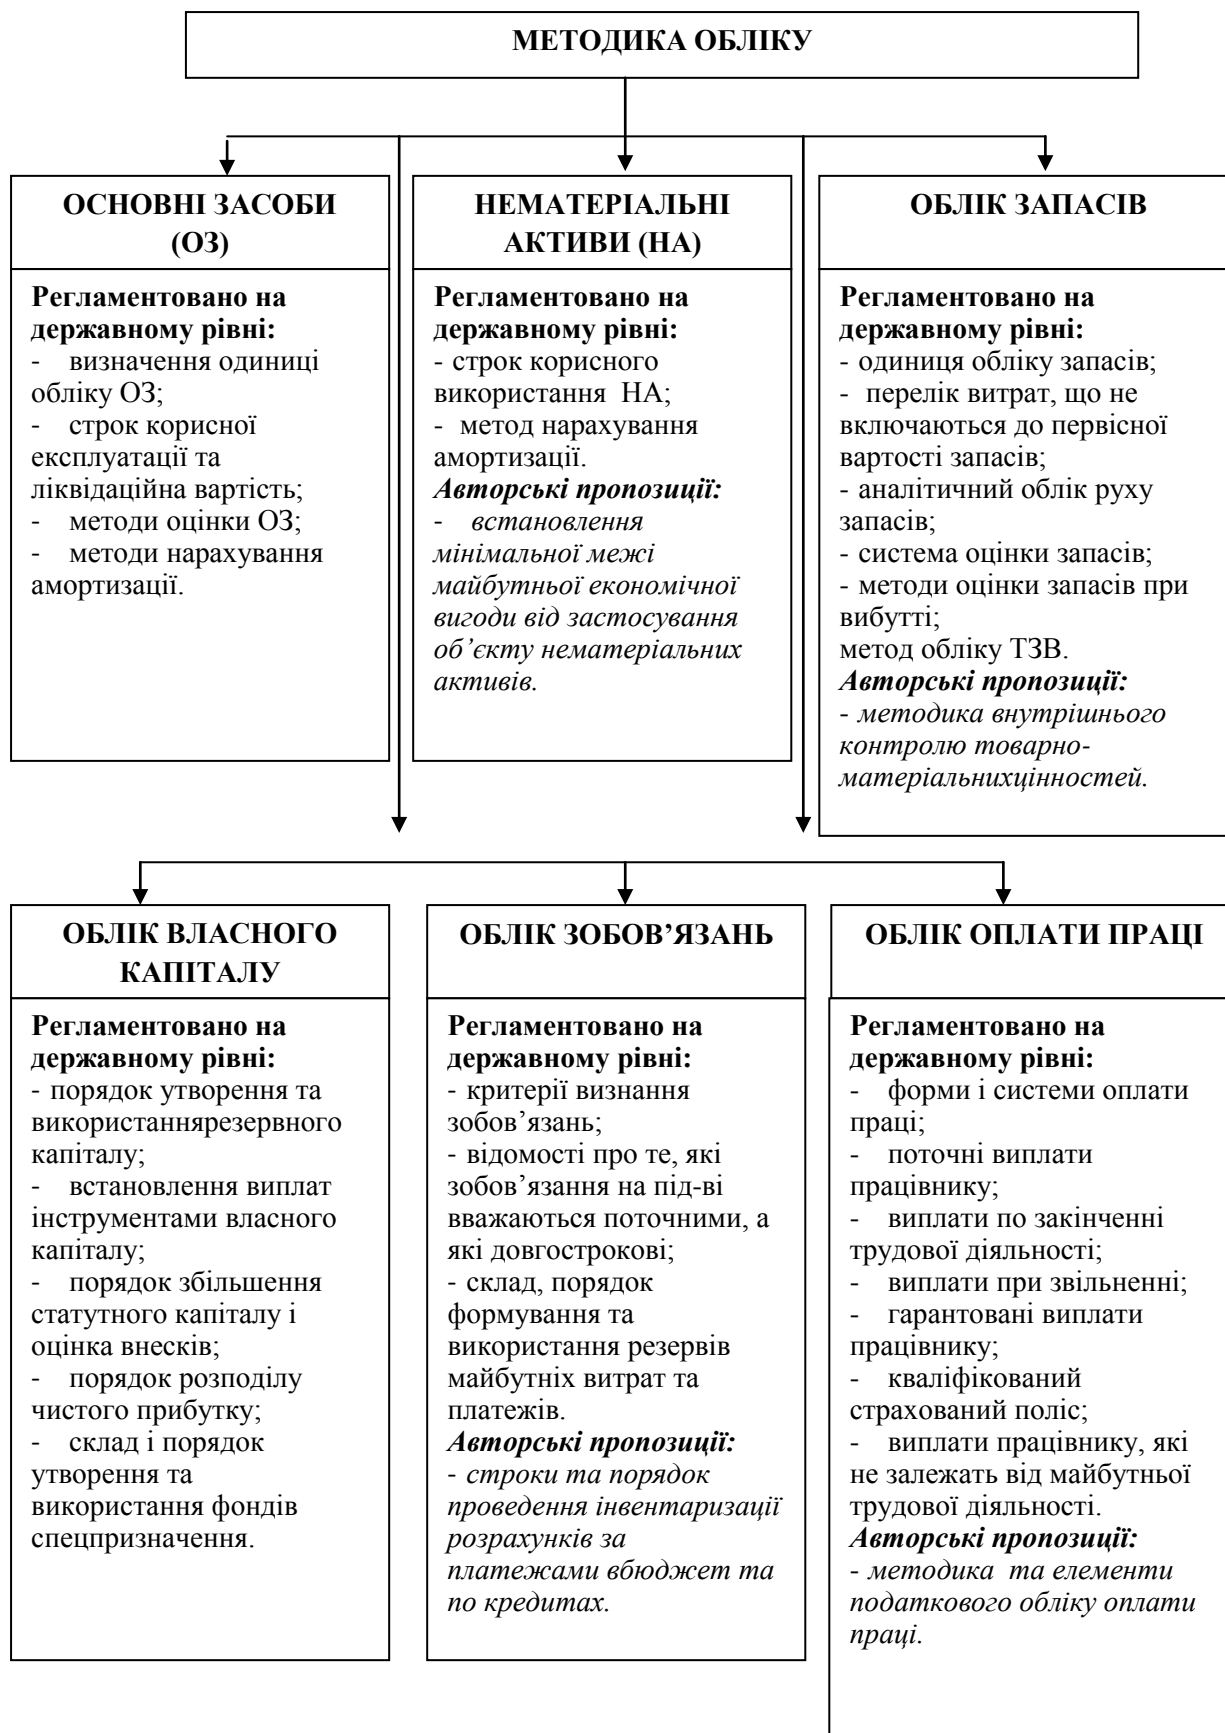 МЕТОДИКА ОБЛІКУ
ОСНОВНІ ЗАСОБИ
(ОЗ)
Регламентовано на
державному рівні:
- визначення одиниці
обліку ОЗ;
- строк корисної
експлуатації та
ліквідаційна вартість;
- методи оцінки ОЗ;
- методи нарахування
амортизації.
НЕМАТЕРІАЛЬНІ
АКТИВИ (НА)
Регламентовано на
державному рівні:
- строк корисного
використання НА;
- метод нарахування
амортизації.
Авторські пропозиції:
- встановлення
мінімальної межі
майбутньої економічної
вигоди від застосування
об’єкту нематеріальних
активів.
ОБЛІК ЗАПАСІВ
Регламентовано на
державному рівні:
- одиниця обліку запасів;
- перелік витрат, що не
включаються до первісної
вартості запасів;
- аналітичний облік руху
запасів;
- система оцінки запасів;
- методи оцінки запасів при
вибутті;
метод обліку ТЗВ.
Авторські пропозиції:
- методика внутрішнього
контролю товарно-
матеріальнихцінностей.
ОБЛІК ВЛАСНОГО
КАПІТАЛУ
Регламентовано на
державному рівні:
- порядок утворення та
використаннярезервного
капіталу;
- встановлення виплат
інструментами власного
капіталу;
- порядок збільшення
статутного капіталу і
оцінка внесків;
- порядок розподілу
чистого прибутку;
- склад і порядок
утворення та
використання фондів
спецпризначення.
ОБЛІК ЗОБОВ’ЯЗАНЬ
Регламентовано на
державному рівні:
- критерії визнання
зобов’язань;
- відомості про те, які
зобов’язання на під-ві
вважаються поточними, а
які довгострокові;
- склад, порядок
формування та
використання резервів
майбутніх витрат та
платежів.
Авторські пропозиції:
- строки та порядок
проведення інвентаризації
розрахунків за
платежами вбюджет та
по кредитах.
ОБЛІК ОПЛАТИ ПРАЦІ
Регламентовано на
державному рівні:
- форми і системи оплати
праці;
- поточні виплати
працівнику;
- виплати по закінченні
трудової діяльності;
- виплати при звільненні;
- гарантовані виплати
працівнику;
- кваліфікований
страхований поліс;
- виплати працівнику, які
не залежать від майбутньої
трудової діяльності.
Авторські пропозиції:
- методика та елементи
податкового обліку оплати
праці.